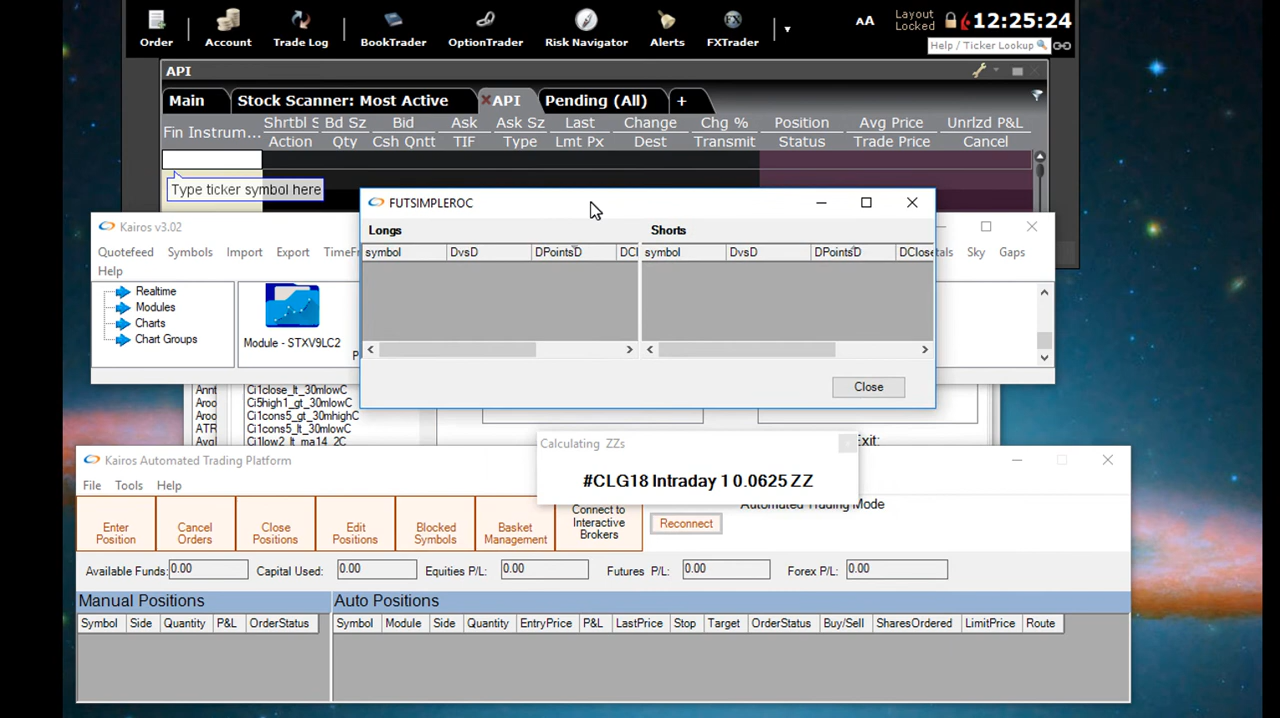 Order
Account
Trade Log
BookTrader
OptionTrader
Risk Navigator
Alerts
FXTrader
AA
Layout
Locked
12:25:24
Help / Ticker Lookup
API
Main
Stock Scanner: Most Active
API
Pending (All)
+
Fin Instrum...
Shrtbl S
Bd Sz
Bid
Ask
Ask Sz
Last
Change
Chg %
Position
Avg Price
Unrlzd P&L
Action
Qty
Csh Qntt
TIF
Type
Lmt Px
Dest
Transmit
Status
Trade Price
Cancel
Type ticker symbol here
Kairos v3.02
Quotefeed
Symbols
Import
Export
TimeFr
Sky
Gaps
Help
Realtime
Modules
Charts
Chart Groups
Module - STXV9LC2
FUTSIMPLEROC
Longs
Shorts
symbol
DvsD
DPointsD
DCl
symbol
DvsD
DPointsD
DClose
Close
Ci1close_lt_30mlowC
Ci5high1_gt_30mlowC
Ci1cons5_gt_30mhighC
ATR
Ci1cons5_lt_30mlowC
Ci1low2_lt_ma14_2C
Exit:
Calculating ZZs
#CLG18 Intraday 1 0.0625 ZZ
Kairos Automated Trading Platform
File
Tools
Help
Enter
Position
Cancel
Orders
Close
Positions
Edit
Positions
Blocked
Symbols
Basket
Management
Connect to
Interactive
Brokers
Reconnect
Automated Trading Mode
Available Funds:
0.00
Capital Used:
0.00
Equities P/L:
0.00
Futures P/L:
0.00
Forex P/L:
0.00
Manual Positions
Auto Positions
Symbol
Side
Quantity
P&L
OrderStatus
Symbol
Module
Side
Quantity
EntryPrice
P&L
LastPrice
Stop
Target
OrderStatus
Buy/Sell
SharesOrdered
LimitPrice
Route